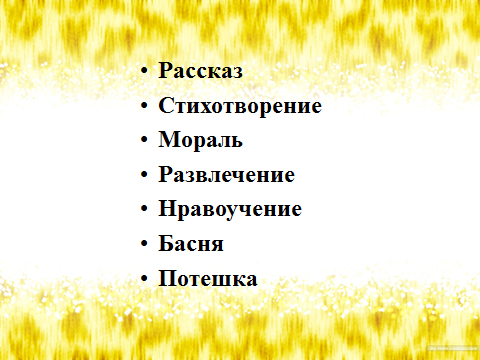 • Рассказ
• Стихотворение
• Мораль
• Развлечение
• Нравоучение
• Басня
• Потешка